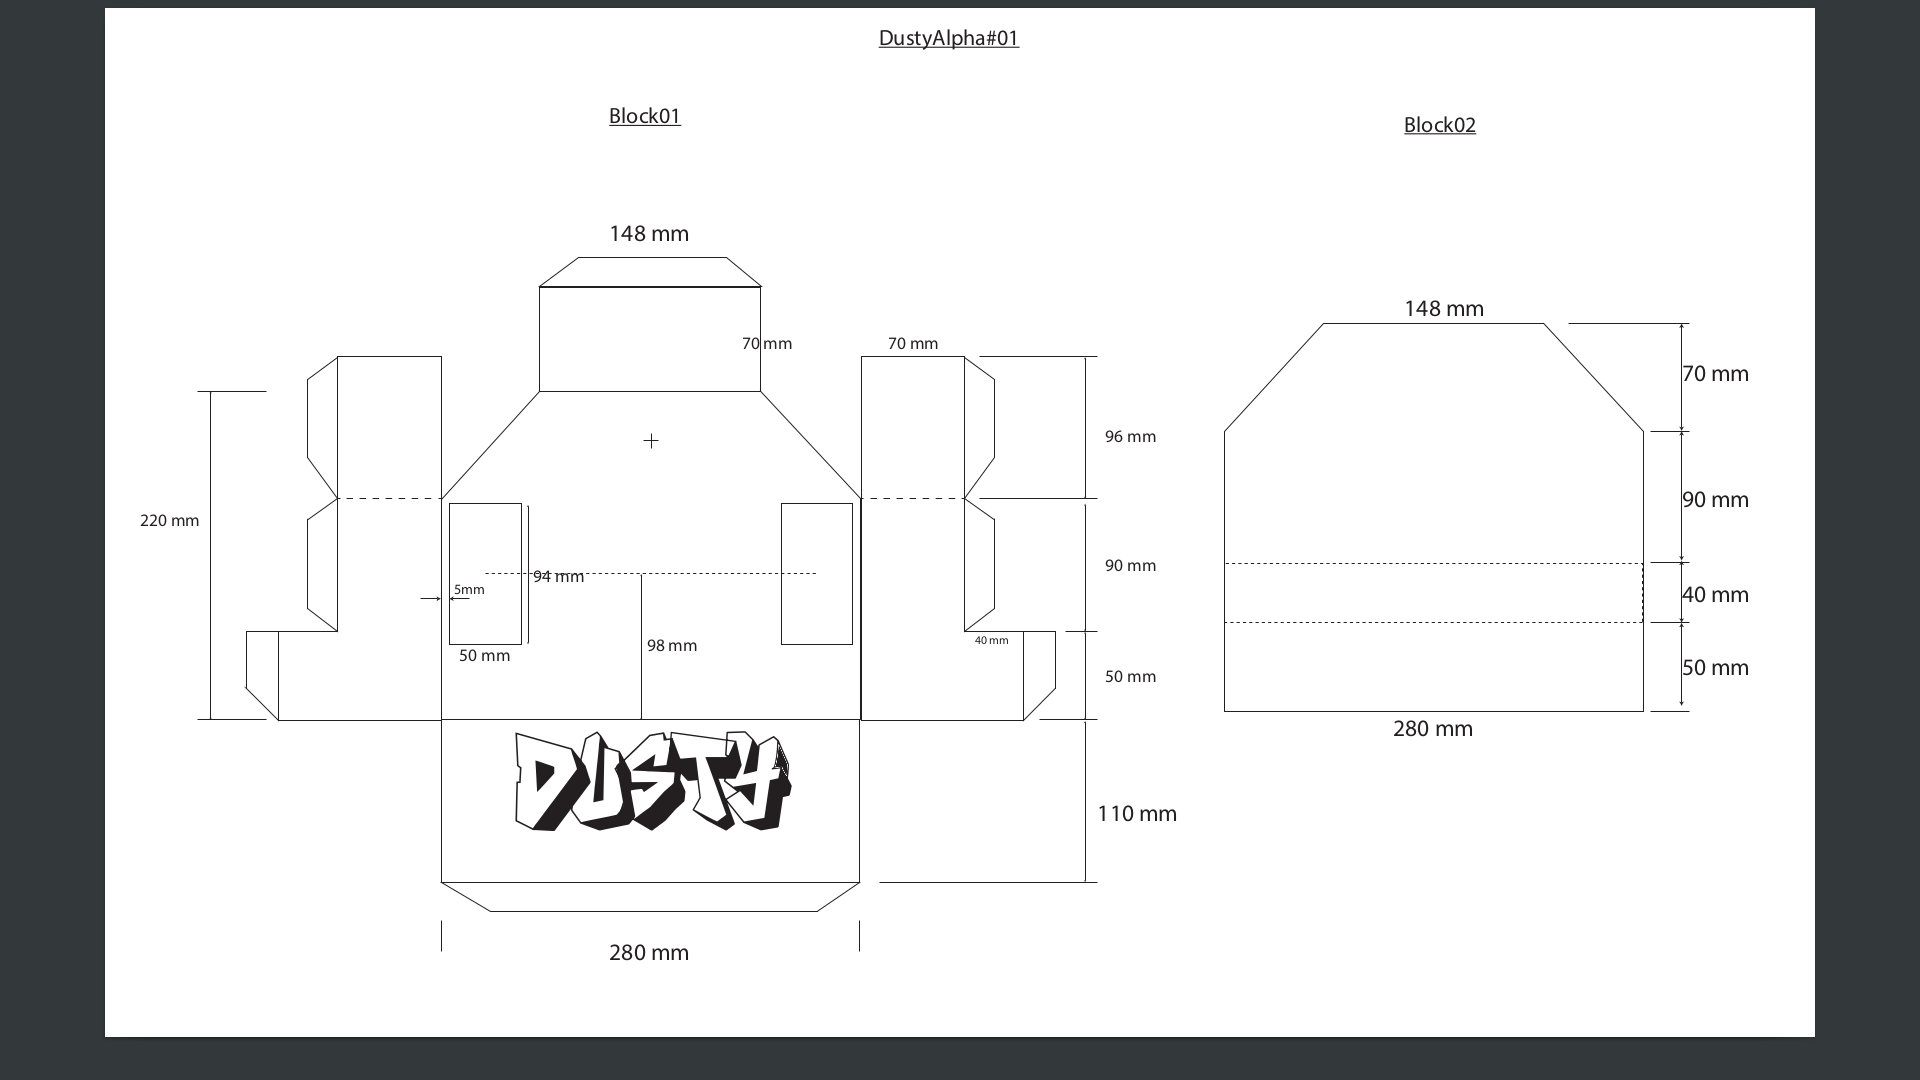 DustyAlpha#01
Block01
Block02
148 mm
148 mm
70 mm
70 mm
70 mm
96 mm
90 mm
220 mm
90 mm
94 mm
5mm
40 mm
98 mm
40 mm
50 mm
50 mm
50 mm
280 mm
DUSTY
110 mm
280 mm